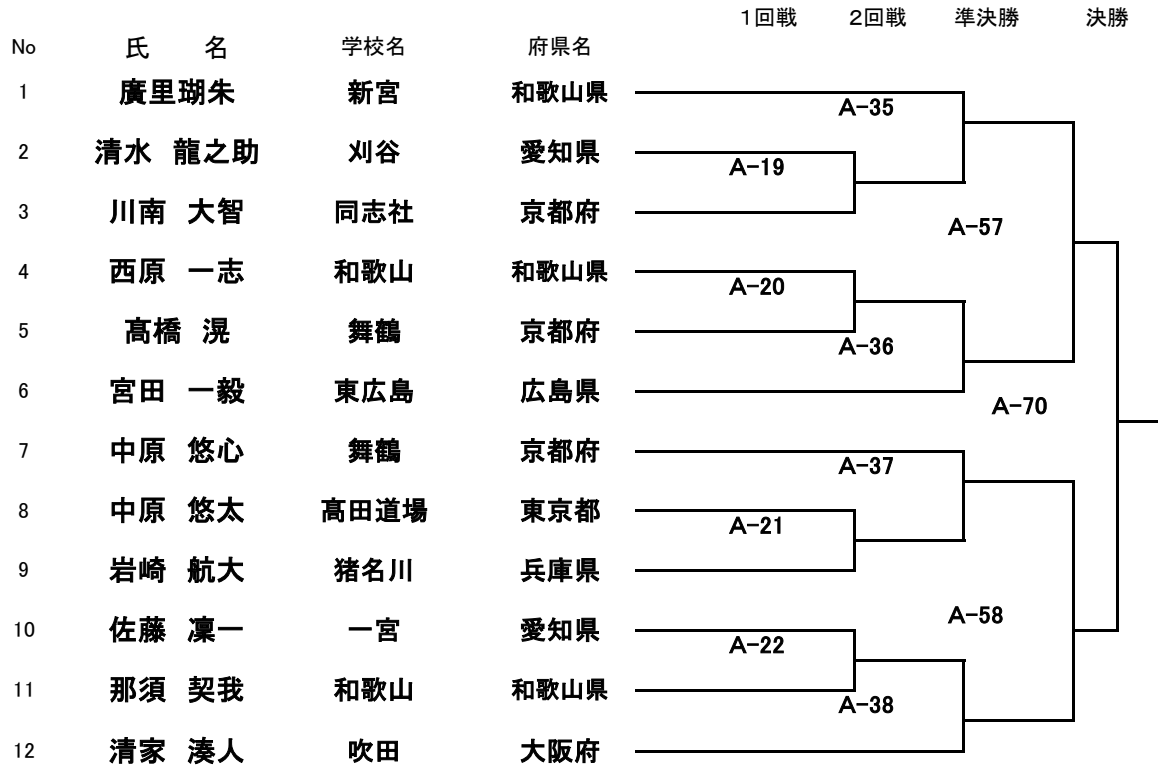 １回戦 ２回戦 準決勝 決勝
No 氏 名 学校名 府県名
1 廣里瑚朱 新宮 和歌山県
A-35
2 清水 龍之助 刈谷 愛知県
A-19
3 川南 大智 同志社 京都府
A-57
4 西原 一志 和歌山 和歌山県
A-20
5 髙橋 滉 舞鶴 京都府
A-36
6 宮田 一毅 東広島 広島県
A-70
7 中原 悠心 舞鶴 京都府
A-37
8 中原 悠太 髙田道場 東京都
A-21
9 岩崎 航大 猪名川 兵庫県
A-58
10 佐藤 凜一 一宮 愛知県
A-22
11 那須 契我 和歌山 和歌山県
A-38
12 清家 湊人 吹田 大阪府